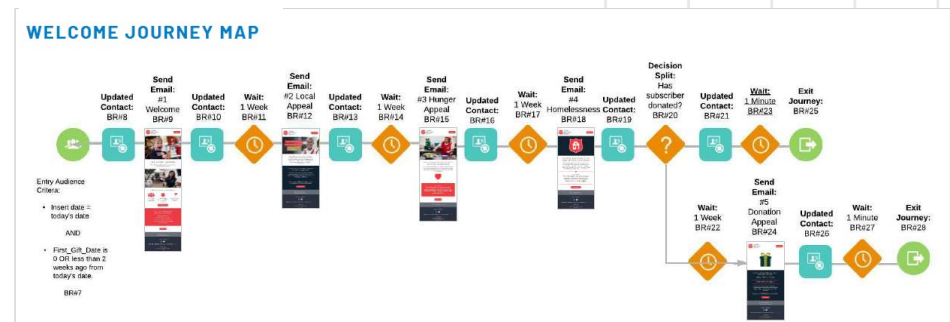 WELCOME JOURNEY MAP
Updated
Contact:
BR#8
Send
Email:
#1
Welcome
BR#9
Updated
Contact:
BR#10
Wait:
1 Week
BR#11
Send
Email:
#2 Local
Appeal
BR#12
Updated
Contact:
BR#13
Wait:
1 Week
BR#14
Send
Email:
#3 Hunger
Appeal
BR#15
Updated
Contact:
BR#16
Wait:
1 Week
BR#17
Send
Email:
#4
Homelessness
BR#18
Updated
Contact:
BR#19
Decision
Split:
Has
subscriber
donated?
BR#20
Updated
Contact:
BR#21
Wait:
1 Minute
BR#23
Exit
Journey:
BR#25
?
Entry Audience
Critera:
• Insert date =
today's date
AND
• First_Gift_Date is
0 OR less than 2
weeks ago from
today's date.
BR#7
Wait:
1 Week
BR#22
Send
Email:
#5
Donation
Appeal
BR#24
Updated
Contact:
BR#26
Wait:
1 Minute
BR#27
Exit
Journey:
BR#28